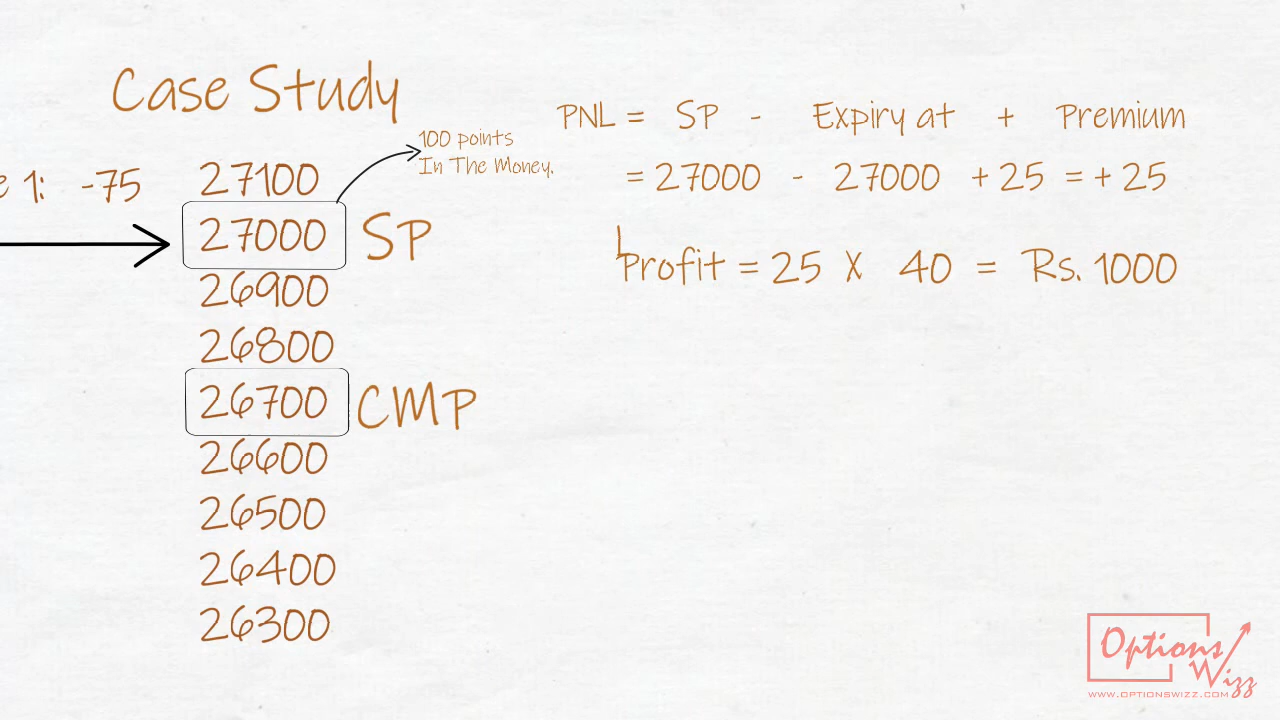 Case Study
100 points
In The Money.
e 1: -75
27100
27000 SP
26900
26800
26700 CMP
26600
26500
26400
26300
PNL = SP - Expiry at + Premium
= 27000 - 27000 + 25 = + 25
Profit = 25 X 40 = Rs. 1000
Options Wizz
WWW.OPTIONSWIZZ.COM